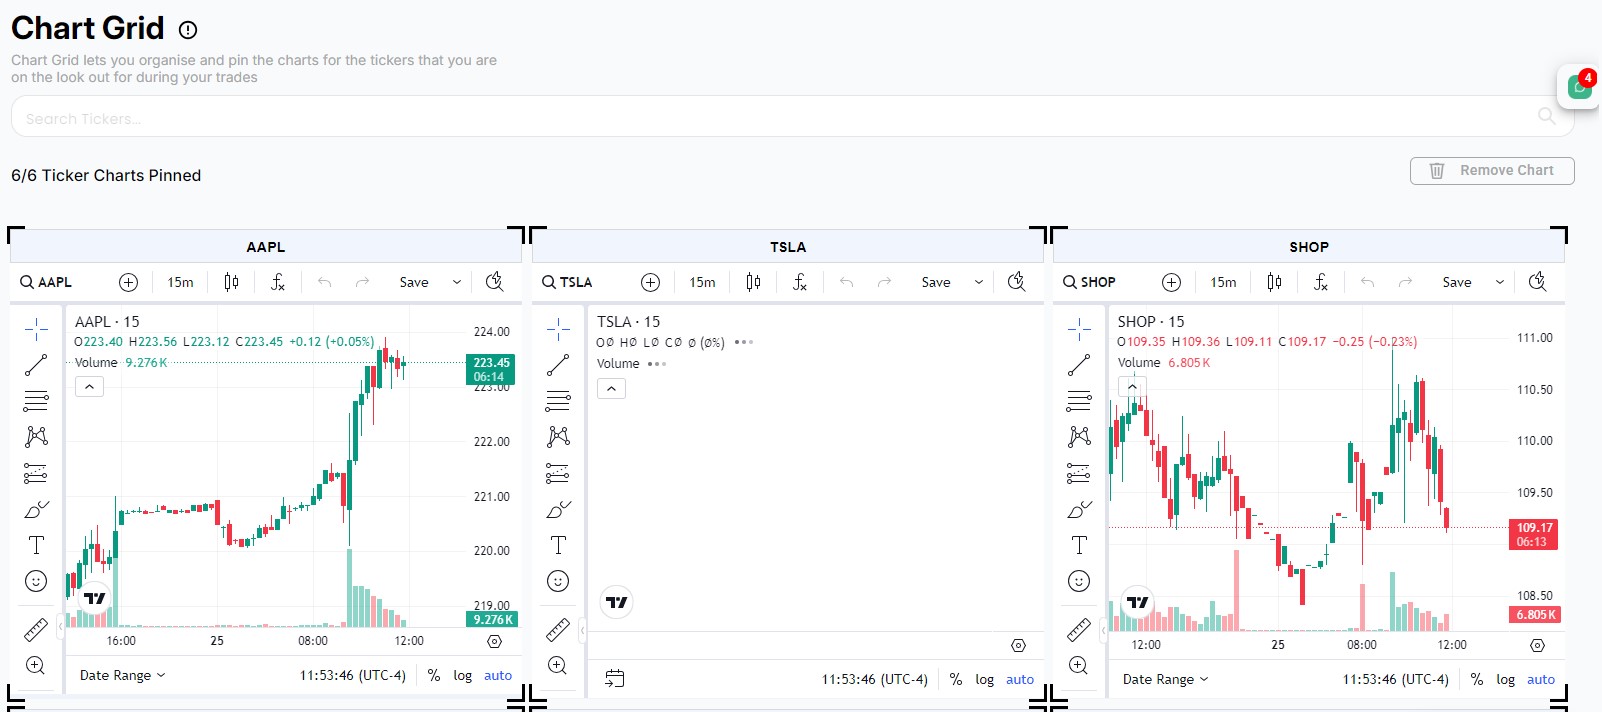 Chart Grid
Chart Grid lets you organise and pin the charts for the tickers that you are
on the look out for during your trades
4
Search Tickers...
6/6 Ticker Charts Pinned
Remove Chart
AAPL
AAPL
15m
Save
AAPL · 15
O223.40 H223.56 L223.12 C223.45 +0.12 (+0.05%)
Volume 9.276K
224.00
223.45
06:14
223.00
222.00
221.00
220.00
219.00
9.276K
16:00
25
08:00
12:00
Date Range
11:53:46 (UTC-4)
%
log
auto
TSLA
TSLA
15m
Save
TSLA · 15
OØ HØ LØ CØ Ø (0%)
Volume
11:53:46 (UTC-4)
%
log
auto
SHOP
SHOP
15m
Save
SHOP · 15
O109.35 H109.36 L109.11 C109.17 −0.25 (−0.23%)
Volume 6.805K
111.00
110.50
110.00
109.50
109.17
06:13
108.50
6.805K
12:00
25
08:00
12:00
Date Range
11:53:46 (UTC-4)
%
log
auto